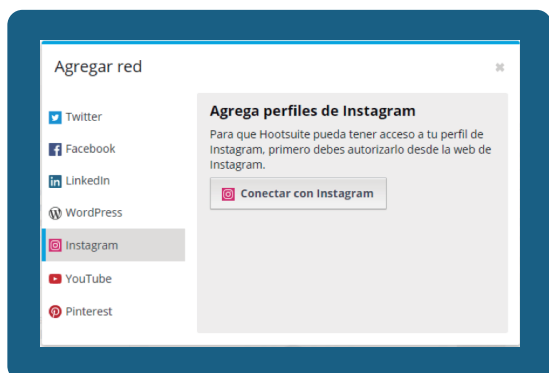 Agregar red
Twitter
Facebook
LinkedIn
WordPress
Instagram
YouTube
Pinterest
Agrega perfiles de Instagram
Para que Hootsuite pueda tener acceso a tu perfil de
Instagram, primero debes autorizarlo desde la web de
Instagram.
Conectar con Instagram